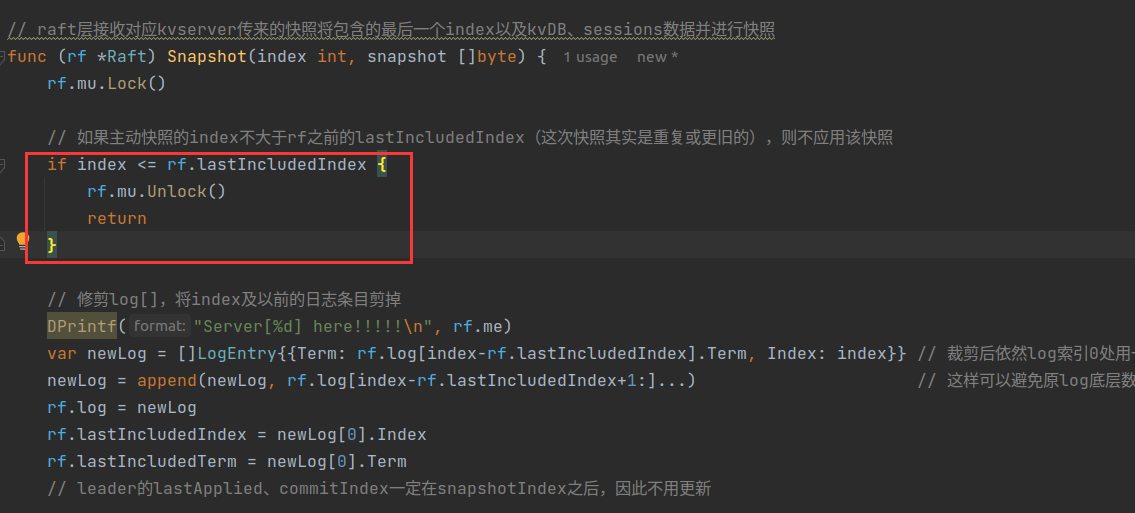 // raft层接收对应kvserver传来的快照将包含的最后一个index以及kvDB、sessions数据并进行快照
func (rf *Raft) Snapshot(index int, snapshot []byte) { 1 usage new *
rf.mu.Lock()
// 如果主动快照的index不大于rf之前的lastIncludedIndex（这次快照其实是重复或更旧的），则不应用该快照
if index <= rf.lastIncludedIndex {
rf.mu.Unlock()
return
}
// 修剪log[]，将index及以前的日志条目剪掉
DPrintf( format: "Server[%d] here!!!!!\n", rf.me)
var newLog = []LogEntry{{Term: rf.log[index-rf.lastIncludedIndex].Term, Index: index}} // 裁剪后依然log索引0处用一
newLog = append(newLog, rf.log[index-rf.lastIncludedIndex+1:]...) // 这样可以避免原log底层数
rf.log = newLog
rf.lastIncludedIndex = newLog[0].Index
rf.lastIncludedTerm = newLog[0].Term
// leader的lastApplied、commitIndex一定在snapshotIndex之后，因此不用更新